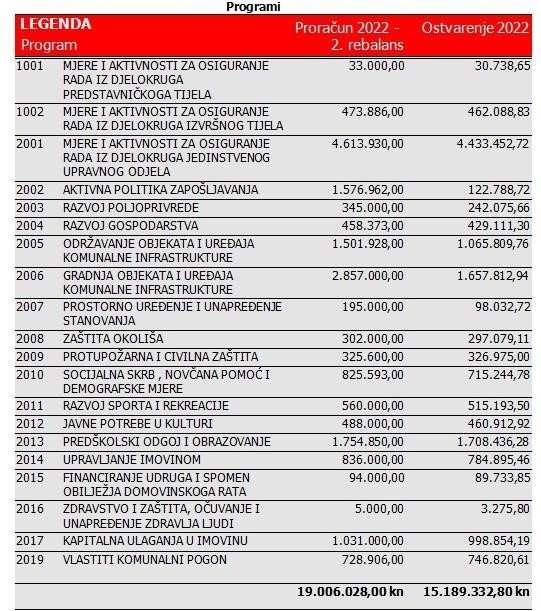 Programi
LEGENDA Proračun 2022 - Ostvarenje 2022
Program 2. rebalans
1001 MJERE I AKTIVNOSTI ZA OSIGURANJE 33.000,00 30.738,65
RADA IZ DJELOKRUGA
PREDSTAVNIČKOGA TIJELA
1002 MJERE I AKTIVNOSTI ZA OSIGURANJE 473.886,00 462.088,83
RADA IZ DJELOKRUGA IZVRŠNOG TIJELA
2001 MJERE I AKTIVNOSTI ZA OSIGURANJE 4.613.930,00 4.433.452,72
RADA IZ DJELOKRUGA JEDINSTVENOG
UPRAVNOG ODJELA
2002 AKTIVNA POLITIKA ZAPOŠLJAVANJA 1.576.962,00 122.788,72
2003 RAZVOJ POLJOPRIVREDE 345.000,00 242.075,66
2004 RAZVOJ GOSPODARSTVA 458.373,00 429.111,30
2005 ODRŽAVANJE OBJEKATA I UREĐAJA 1.501.928,00 1.065.809,76
KOMUNALNE INFRASTRUKTURE
2006 GRADNJA OBJEKATA I UREĐAJA 2.857.000,00 1.657.812,94
KOMUNALNE INFRASTRUKTURE
2007 PROSTORNO UREĐENJE I UNAPREĐENJE 195.000,00 98.032,72
STANOVANJA
2008 ZAŠTITA OKOLIŠA 302.000,00 297.079,11
2009 PROTUPOŽARNA I CIVILNA ZAŠTITA 325.600,00 326.975,00
2010 SOCIJALNA SKRB , NOVČANA POMOĆ I 825.593,00 715.244,78
DEMOGRAFSKE MJERE
2011 RAZVOJ SPORTA I REKREACIJE 560.000,00 515.193,50
2012 JAVNE POTREBE U KULTURI 488.000,00 460.912,92
2013 PREDŠKOLSKI ODGOJ I OBRAZOVANJE 1.754.850,00 1.708.436,28
2014 UPRAVLJANJE IMOVINOM 836.000,00 784.895,46
2015 FINANCIRANJE UDRUGA I SPOMEN 94.000,00 89.733,85
OBILJEŽJA DOMOVINSKOGA RATA
2016 ZDRAVSTVO I ZAŠTITA, OČUVANJE I 5.000,00 3.275,80
UNAPREĐENJE ZDRAVLJA LJUDI
2017 KAPITALNA ULAGANJA U IMOVINU 1.031.000,00 998.854,19
2019 VLASTITI KOMUNALNI POGON 728.906,00 746.820,61
19.006.028,00 kn 15.189.332,80 kn